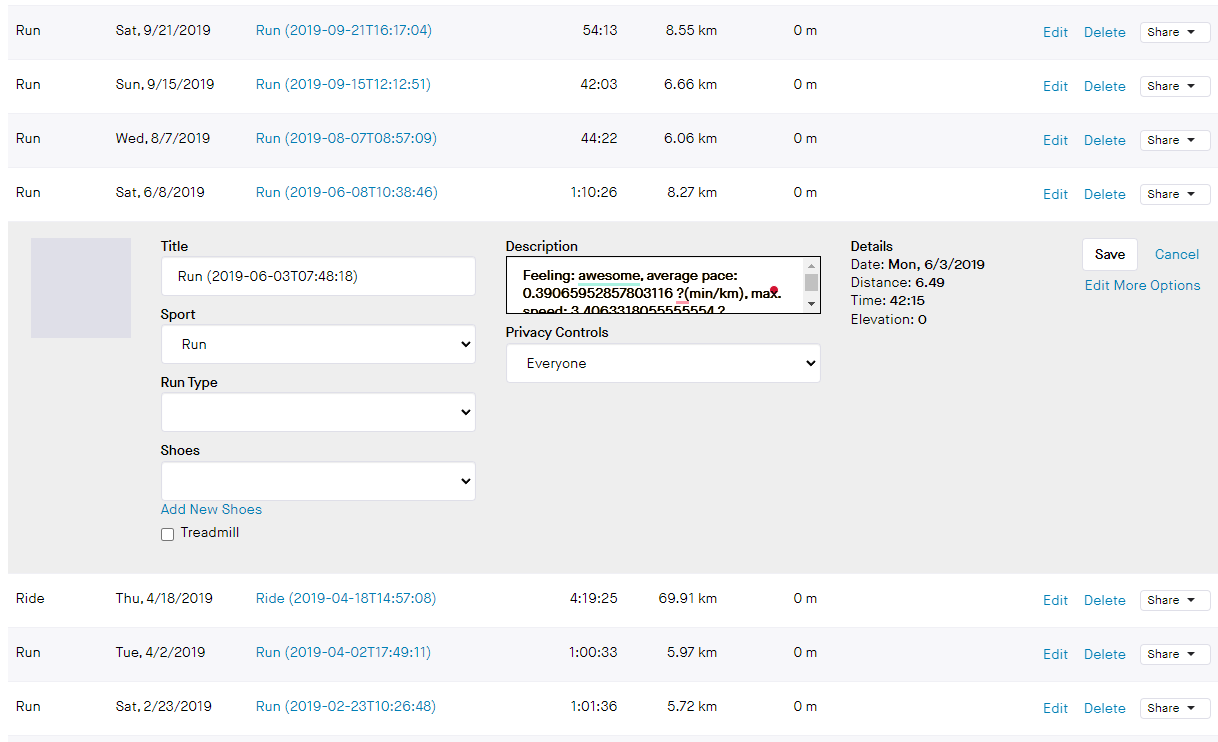 Run Sat, 9/21/2019 Run (2019-09-21T16:17:04) 54:13 8.55 km 0 m Edit Delete Share
Run Sun, 9/15/2019 Run (2019-09-15T12:12:51) 42:03 6.66 km 0 m Edit Delete Share
Run Wed, 8/7/2019 Run (2019-08-07T08:57:09) 44:22 6.06 km 0 m Edit Delete Share
Run Sat, 6/8/2019 Run (2019-06-08T10:38:46) 1:10:26 8.27 km 0 m Edit Delete Share
Title
Run (2019-06-03T07:48:18)
Sport
Run
Run Type
Shoes
Add New Shoes
Treadmill
Description
Feeling: awesome, average pace:
0.39065952857803116 ?(min/km), max.
speed: 3.4063318055555554 ?
Privacy Controls
Everyone
Details
Date: Mon, 6/3/2019
Distance: 6.49
Time: 42:15
Elevation: 0
Save Cancel
Edit More Options
Ride Thu, 4/18/2019 Ride (2019-04-18T14:57:08) 4:19:25 69.91 km 0 m Edit Delete Share
Run Tue, 4/2/2019 Run (2019-04-02T17:49:11) 1:00:33 5.97 km 0 m Edit Delete Share
Run Sat, 2/23/2019 Run (2019-02-23T10:26:48) 1:01:36 5.72 km 0 m Edit Delete Share